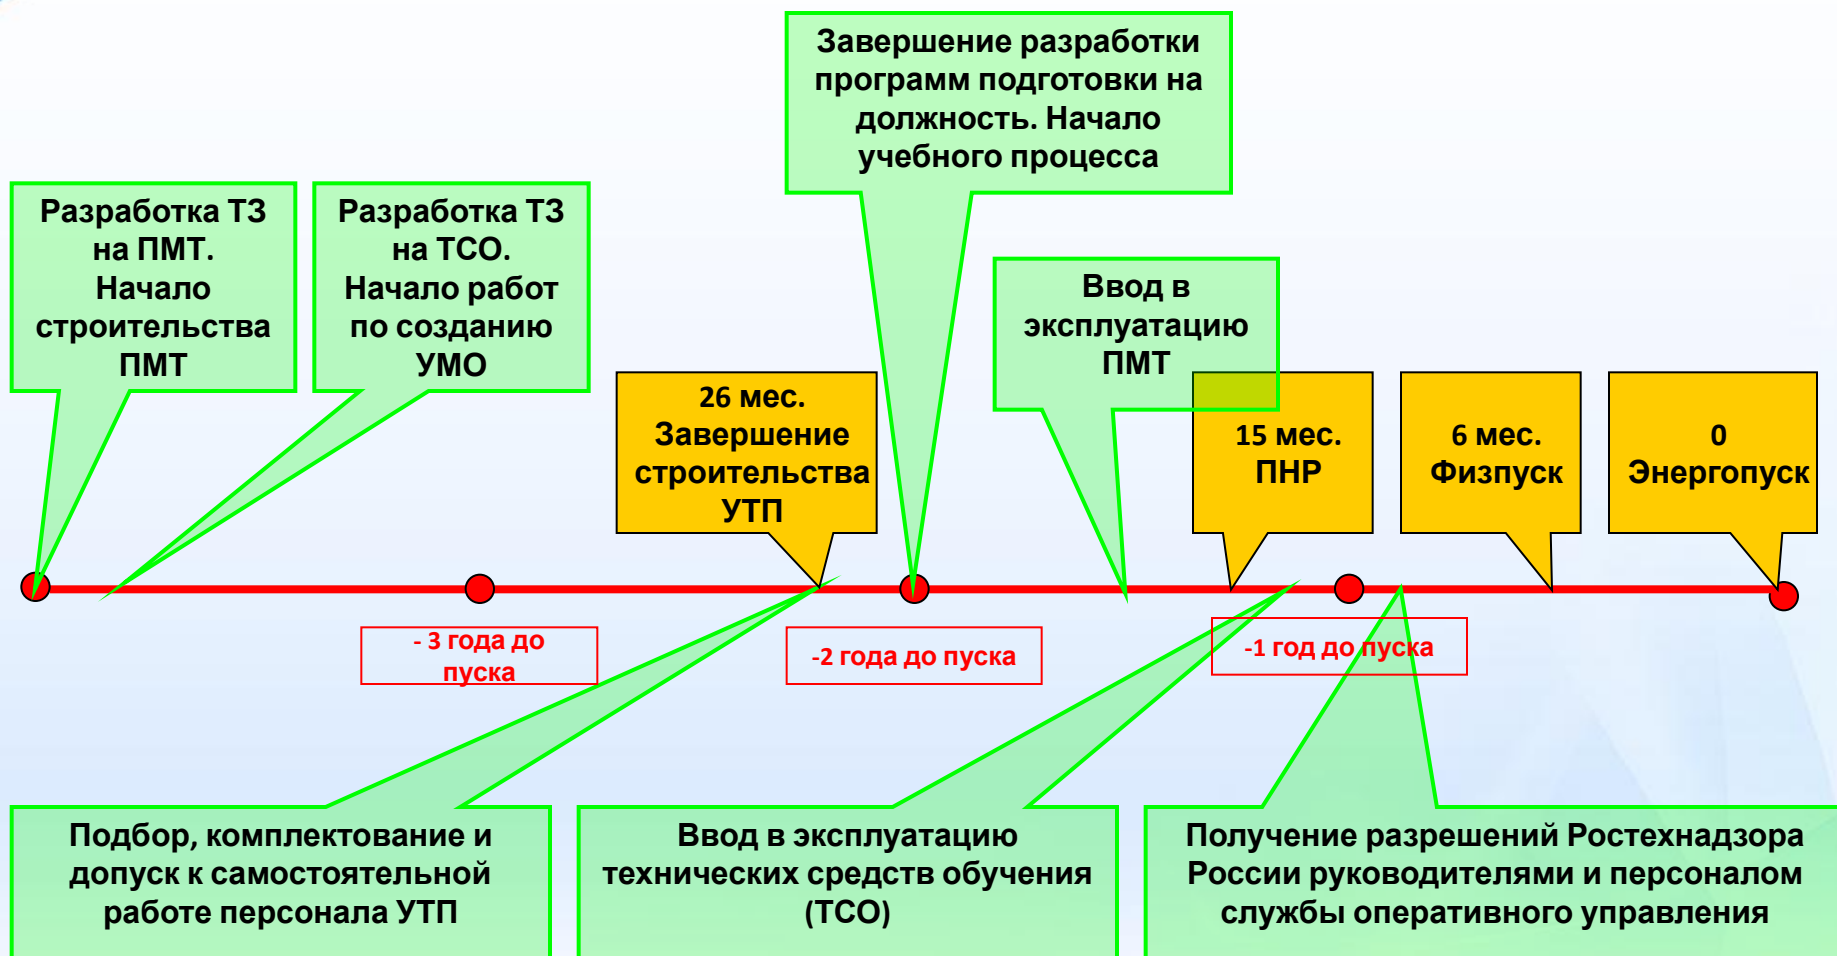 Завершение разработки
программ подготовки на
должность. Начало
учебного процесса
Разработка ТЗ
на ПМТ.
Начало
строительства
ПМТ
Разработка ТЗ
на ТСО.
Начало работ
по созданию
УМО
Ввод в
эксплуатацию
ПМТ
26 мес.
Завершение
строительства
УТП
15 мес.
ПНР
6 мес.
Физпуск
0
Энергопуск
- 3 года до
пуска
-2 года до пуска
-1 год до пуска
Подбор, комплектование и
допуск к самостоятельной
работе персонала УТП
Ввод в эксплуатацию
технических средств обучения
(ТСО)
Получение разрешений Ростехнадзора
России руководителями и персоналом
службы оперативного управления